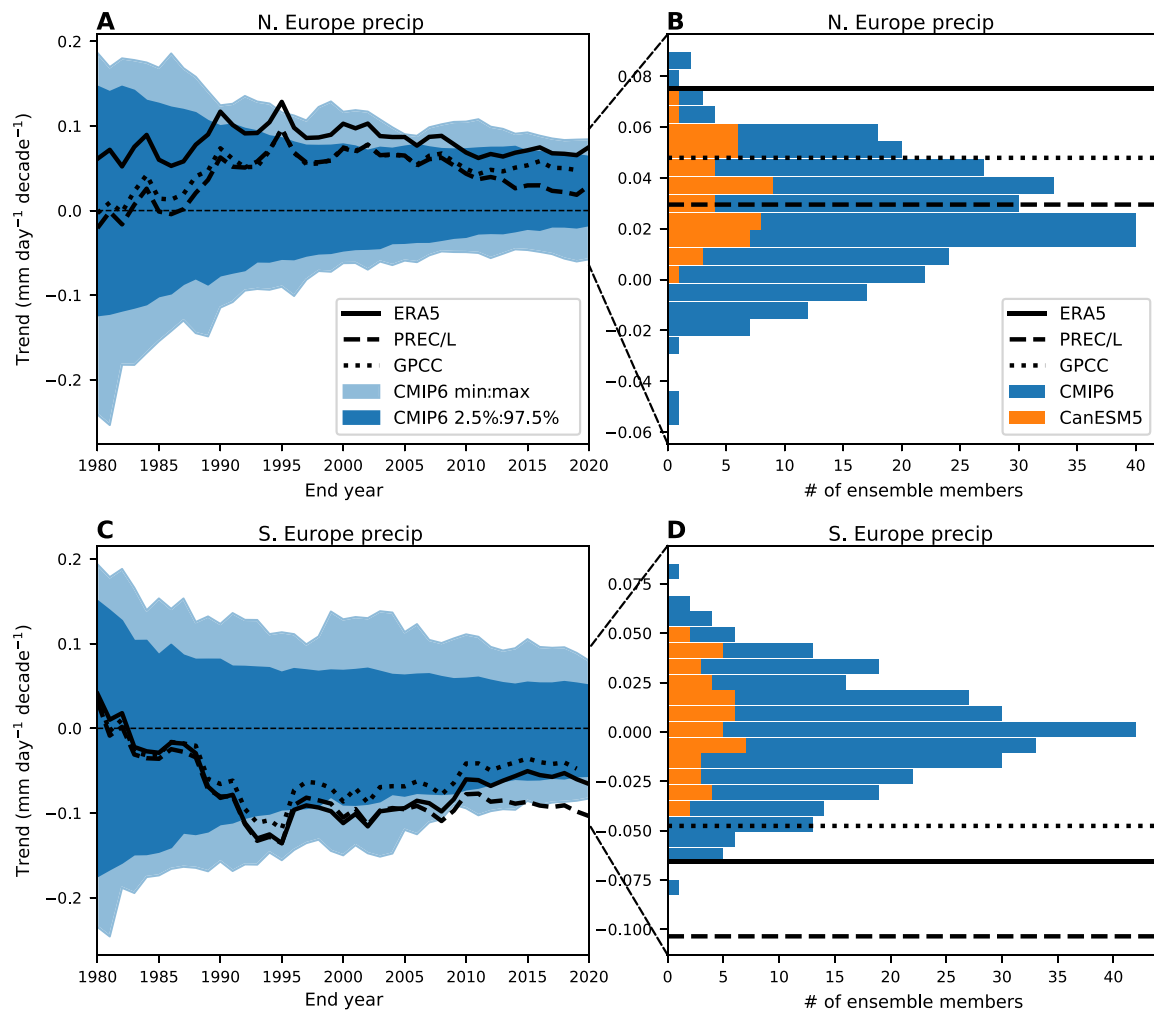 A
N. Europe precip
Trend (mm day⁻¹ decade⁻¹)
0.2
0.1
0.0
−0.1
−0.2
ERA5
PREC/L
GPCC
CMIP6 min:max
CMIP6 2.5%:97.5%
1980 1985 1990 1995 2000 2005 2010 2015 2020
End year
B
N. Europe precip
0.08
0.06
0.04
0.02
0.00
−0.02
−0.04
−0.06
ERA5
PREC/L
GPCC
CMIP6
CanESM5
0 5 10 15 20 25 30 35 40
# of ensemble members
C
S. Europe precip
Trend (mm day⁻¹ decade⁻¹)
0.2
0.1
0.0
−0.1
−0.2
1980 1985 1990 1995 2000 2005 2010 2015 2020
End year
D
S. Europe precip
0.075
0.050
0.025
0.000
−0.025
−0.050
−0.075
−0.100
0 5 10 15 20 25 30 35 40
# of ensemble members